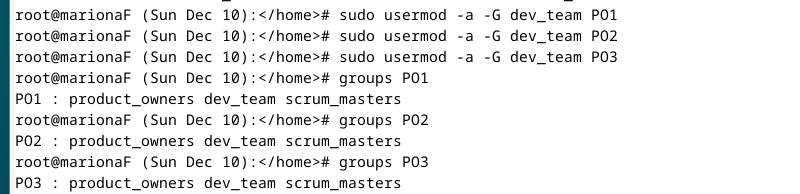 root@marionaF (Sun Dec 10):</home># sudo usermod -a -G dev_team PO1
root@marionaF (Sun Dec 10):</home># sudo usermod -a -G dev_team PO2
root@marionaF (Sun Dec 10):</home># sudo usermod -a -G dev_team PO3
root@marionaF (Sun Dec 10):</home># groups PO1
PO1 : product_owners dev_team scrum_masters
root@marionaF (Sun Dec 10):</home># groups PO2
PO2 : product_owners dev_team scrum_masters
root@marionaF (Sun Dec 10):</home># groups PO3
PO3 : product_owners dev_team scrum_masters